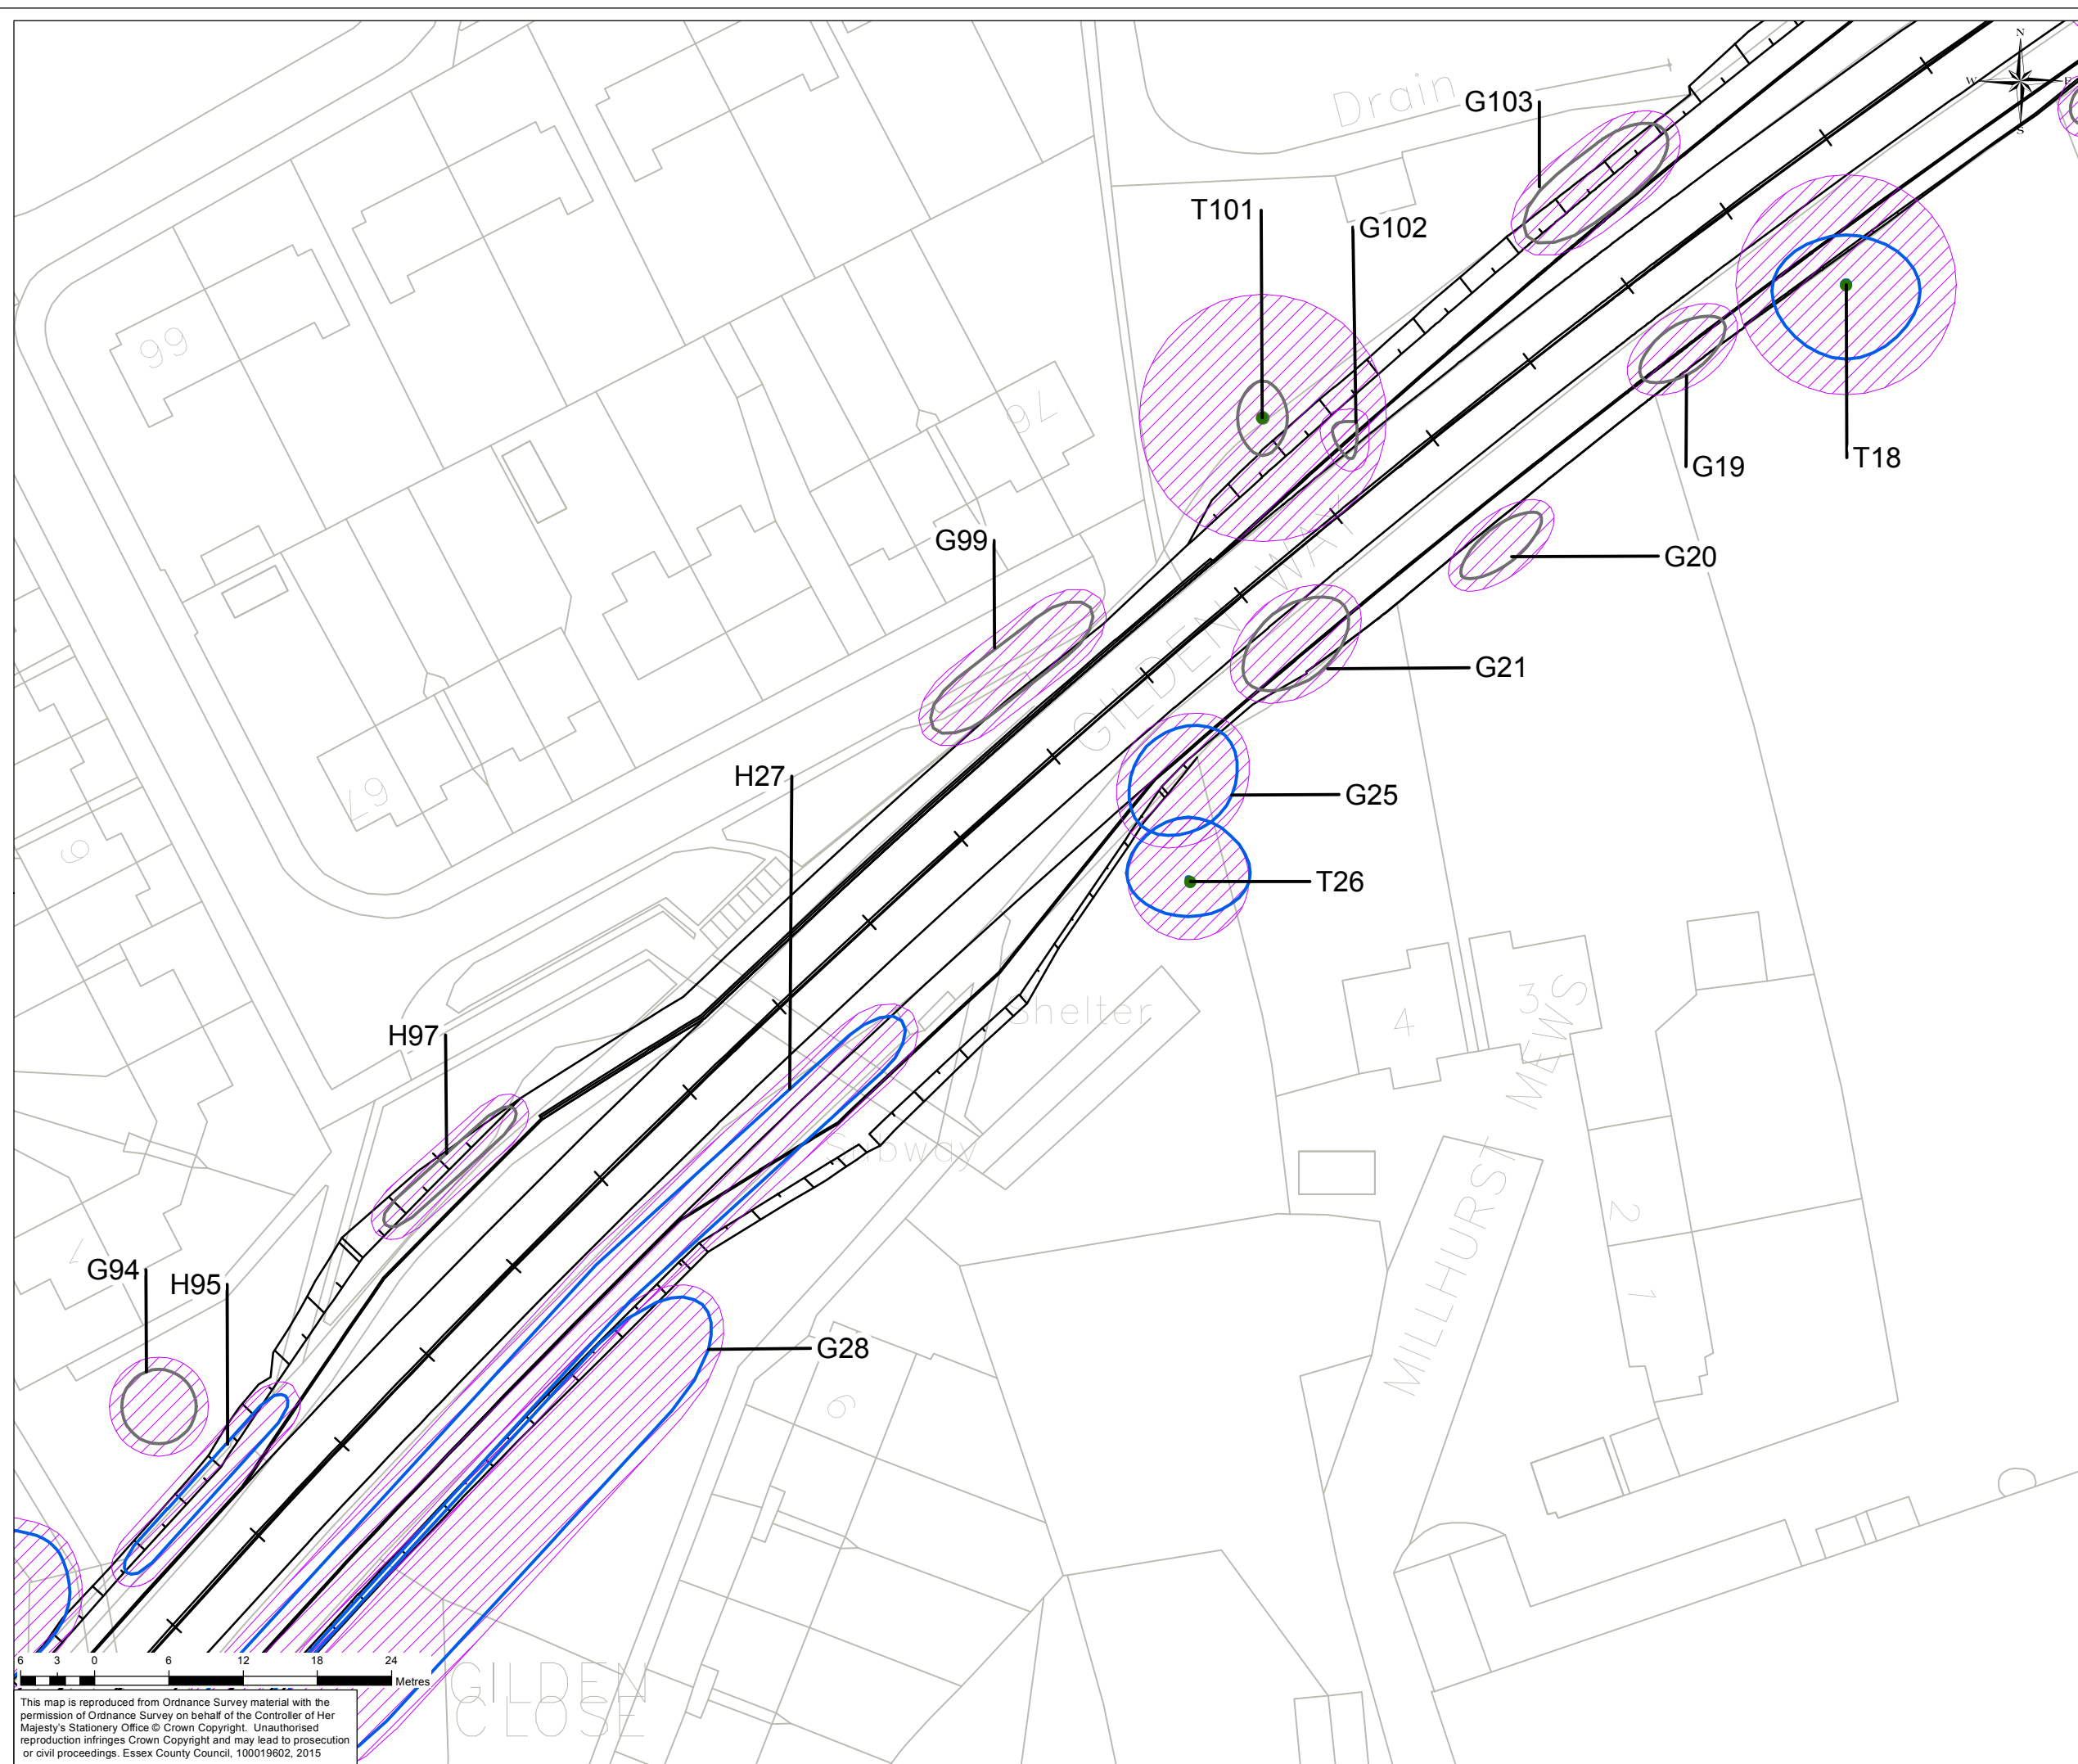 N
W
E
S
Drain
G103
T101
G102
G19
T18
G99
G20
G21
GILDEN WAY
H27
G25
T26
99
76
67
9
H97
Shelter
Subway
4
3
MILLHURST MEWS
2
1
7
G94
H95
G28
9
GILDEN
CLOSE
6 3 0 6 12 18 24
Metres
This map is reproduced from Ordnance Survey material with the
permission of Ordnance Survey on behalf of the Controller of Her
Majesty's Stationery Office © Crown Copyright. Unauthorised
reproduction infringes Crown Copyright and may lead to prosecution
or civil proceedings. Essex County Council, 100019602, 2015